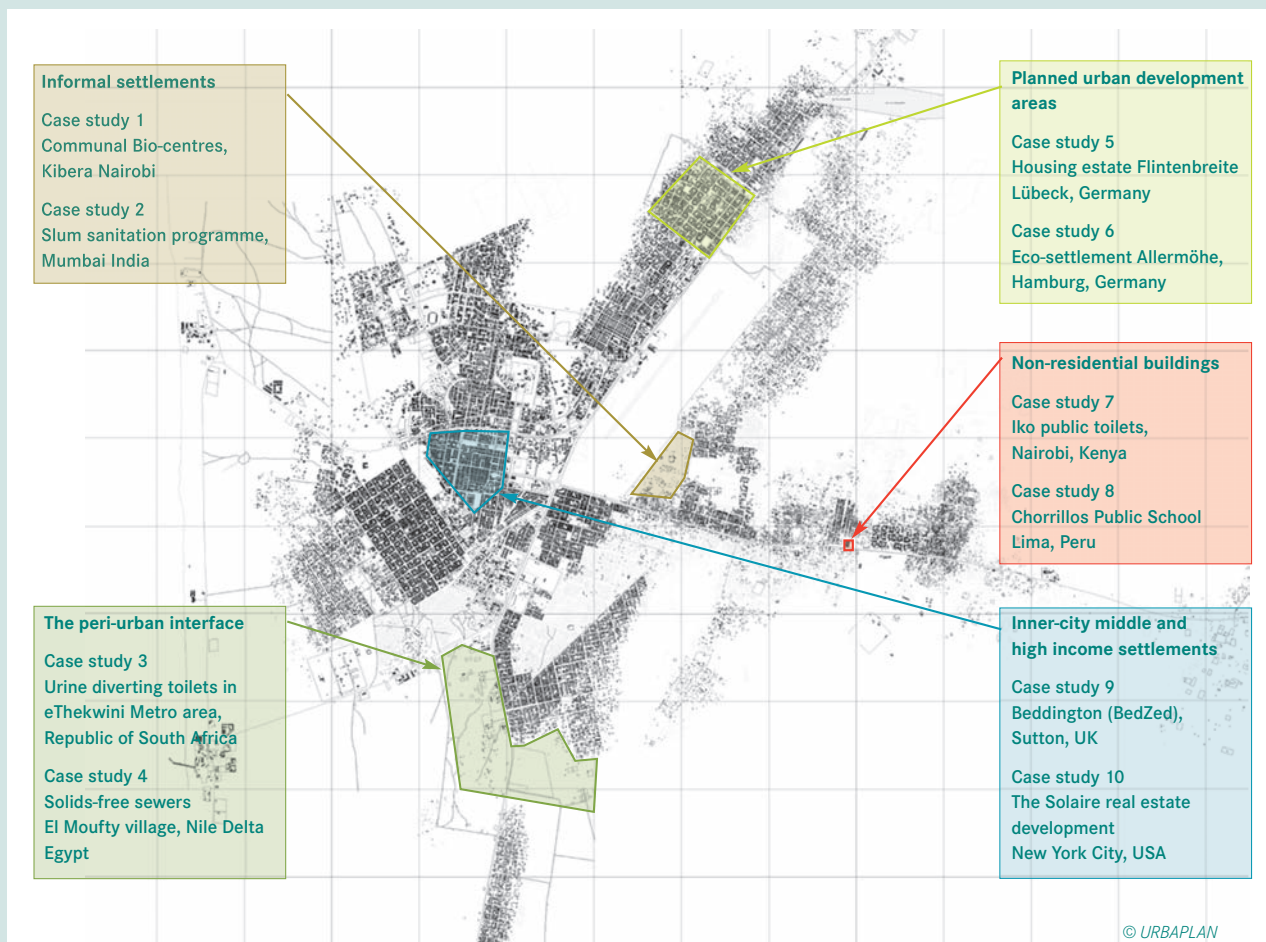 Informal settlements
Case study 1
Communal Bio-centres,
Kibera Nairobi
Case study 2
Slum sanitation programme,
Mumbai India
The peri-urban interface
Case study 3
Urine diverting toilets in
eThekwini Metro area,
Republic of South Africa
Case study 4
Solids-free sewers
El Moufty village, Nile Delta
Egypt
Planned urban development
areas
Case study 5
Housing estate Flintenbreite
Lübeck, Germany
Case study 6
Eco-settlement Allermöhe,
Hamburg, Germany
Non-residential buildings
Case study 7
Iko public toilets,
Nairobi, Kenya
Case study 8
Chorrillos Public School
Lima, Peru
Inner-city middle and
high income settlements
Case study 9
Beddington (BedZed),
Sutton, UK
Case study 10
The Solaire real estate
development
New York City, USA
© URBAPLAN